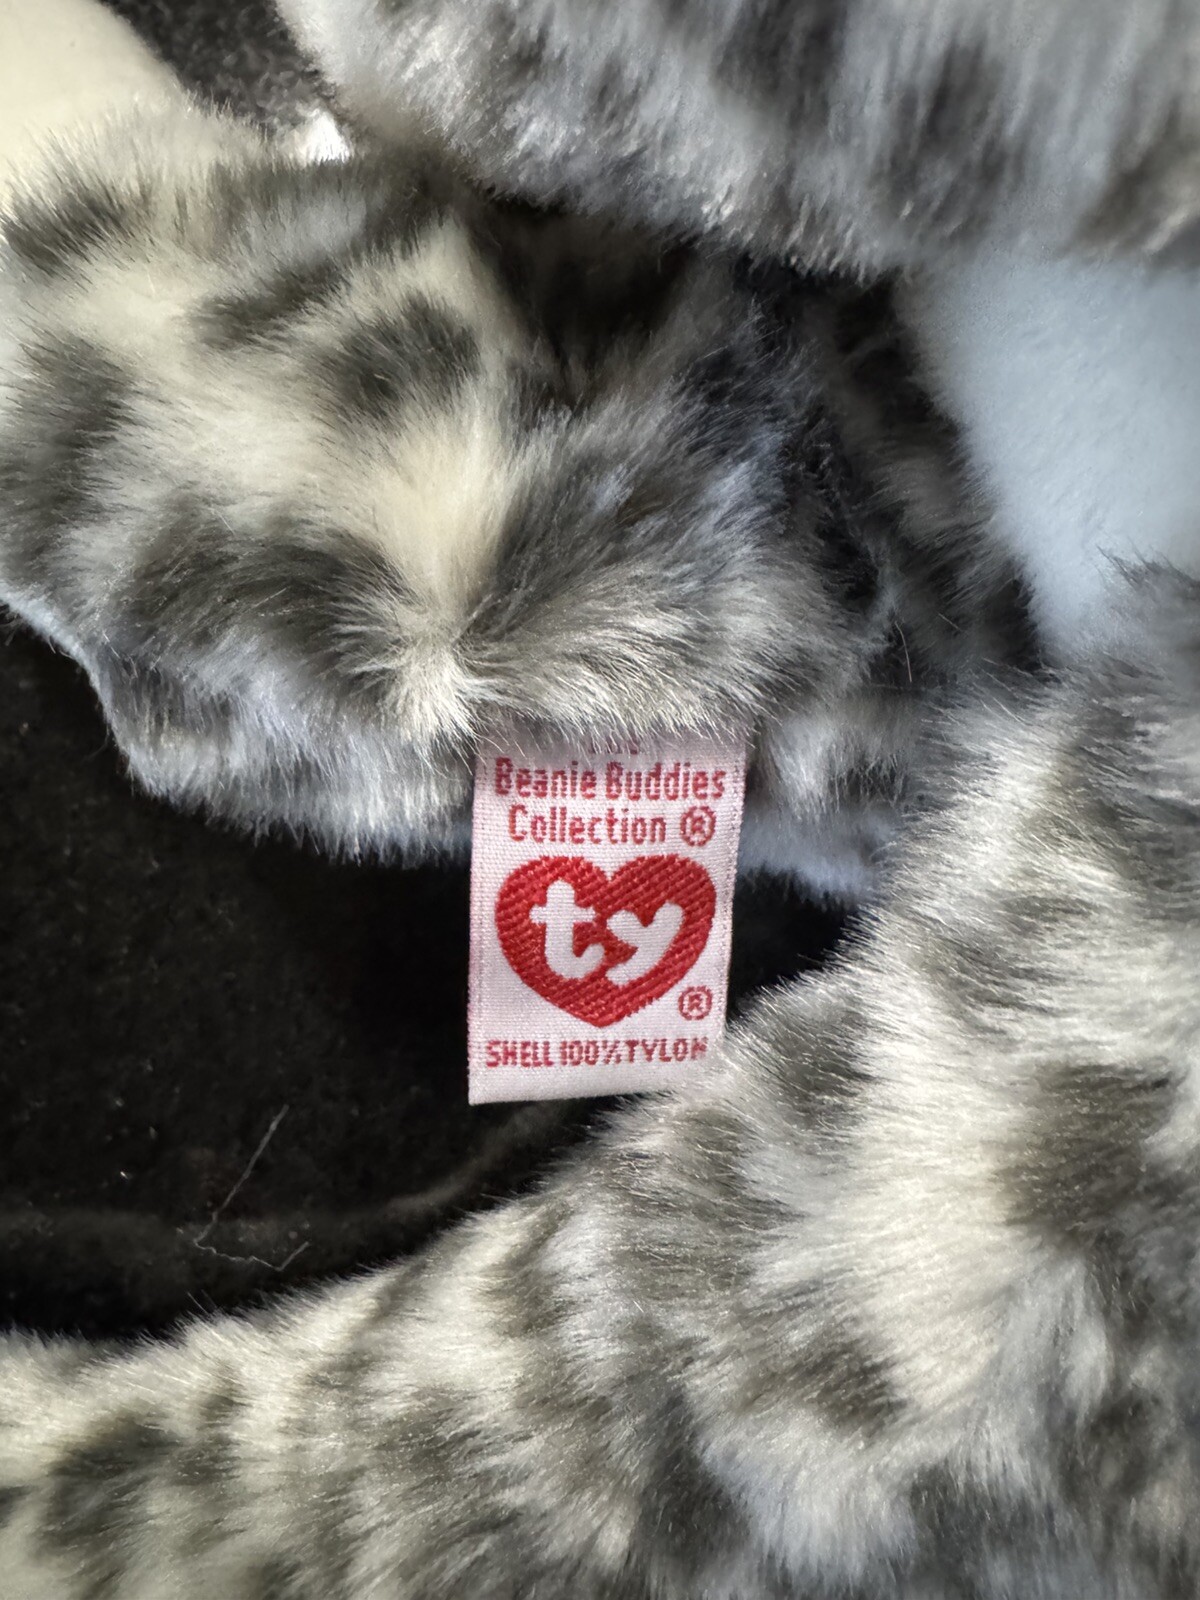 Beanie Buddies
Collection ®
ty
®
SHELL 100% TYLON